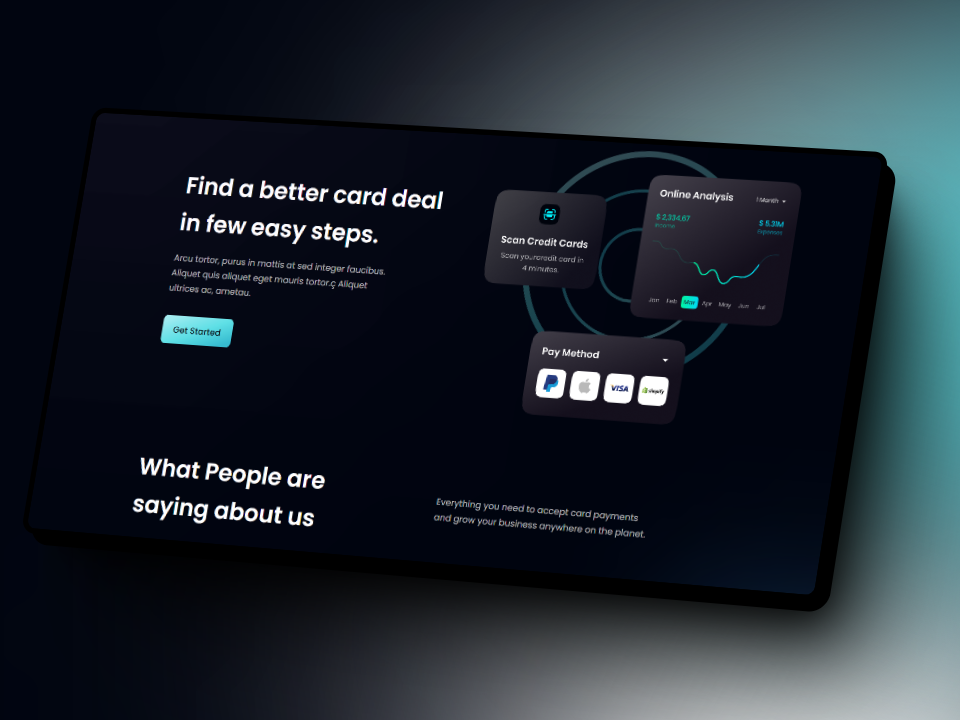 Find a better card deal
in few easy steps.
Arcu tortor, purus in mattis at sed integer faucibus.
Aliquet quis aliquet eget mauris tortor.ç Aliquet
ultrices ac, ametau.
Get Started
Scan Credit Cards
Scan yourcredit card in
4 minutes.
Online Analysis
1 Month
$ 2,334.67
Income
$ 5.31M
Expenses
Jan Feb Mar Apr May Jun Jul
Pay Method
VISA
shopify
What People are
saying about us
Everything you need to accept card payments
and grow your business anywhere on the planet.